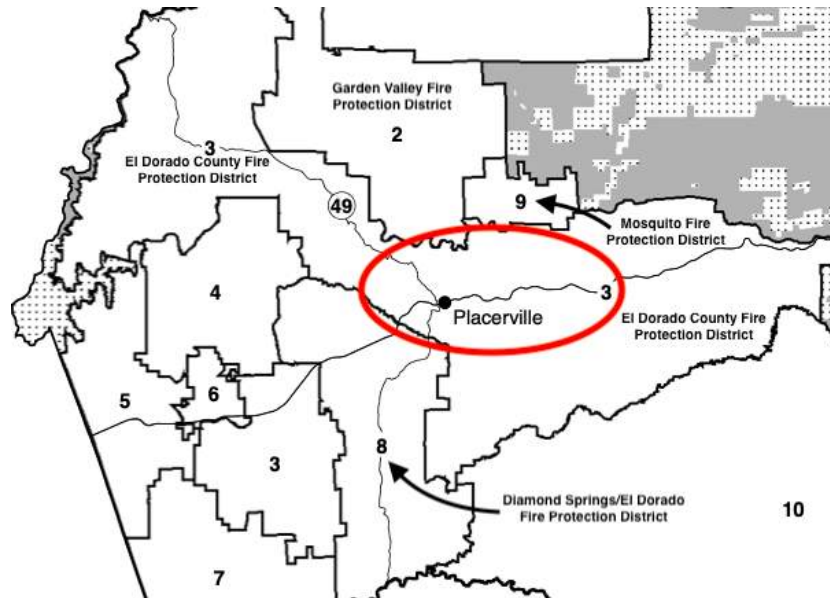 Garden Valley Fire
Protection District
2
3
El Dorado County Fire
Protection District
49
9
Mosquito Fire
Protection District
4
3
Placerville
El Dorado County Fire
Protection District
5
6
3
8
Diamond Springs/El Dorado
Fire Protection District
10
7